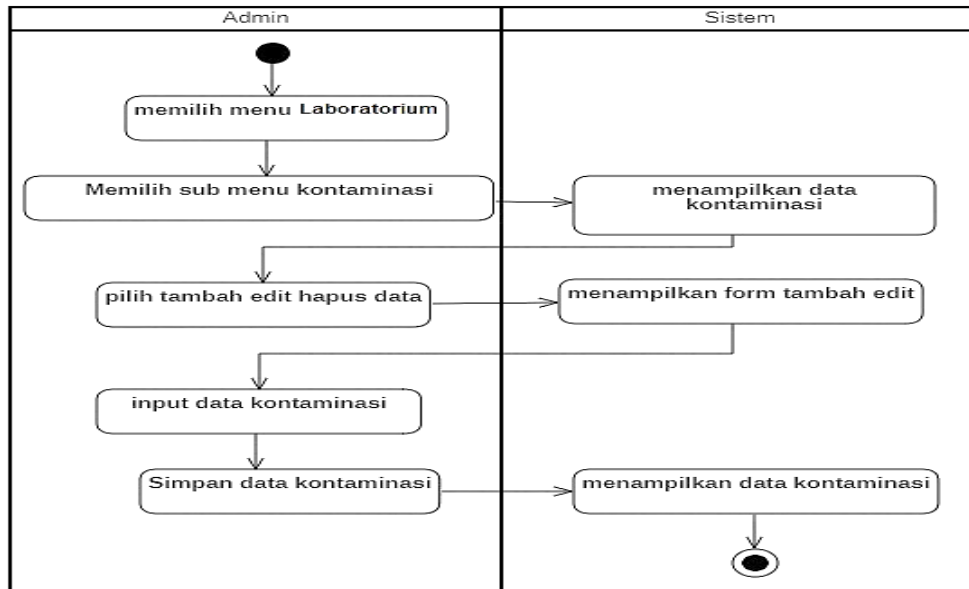 Admin
Sistem
memilih menu Laboratorium
Memilih sub menu kontaminasi
menampilkan data
kontaminasi
pilih tambah edit hapus data
menampilkan form tambah edit
input data kontaminasi
Simpan data kontaminasi
menampilkan data kontaminasi